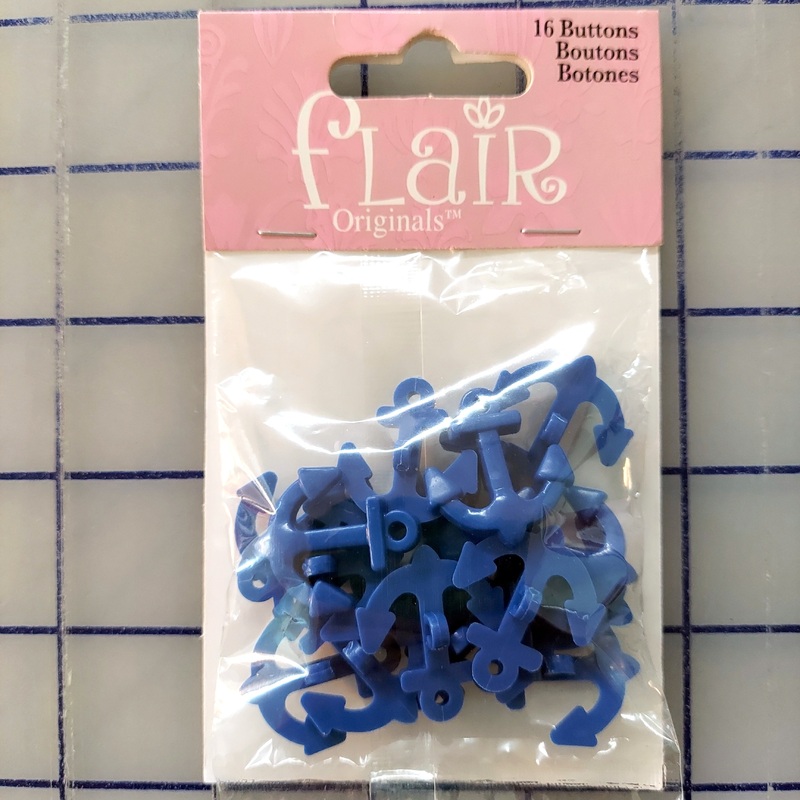 16 Buttons
Boutons
Botones
fLaiR
Originals™